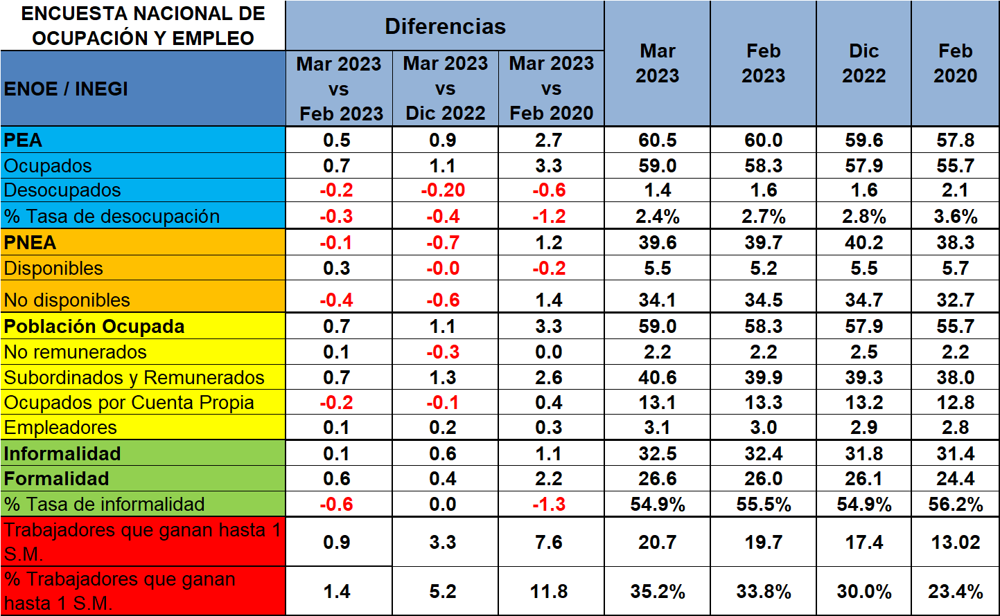 ENCUESTA NACIONAL DE
OCUPACIÓN Y EMPLEO
Diferencias
Mar 2023
Feb 2023
Dic 2022
Feb 2020
ENOE / INEGI
Mar 2023 vs Feb 2023
Mar 2023 vs Dic 2022
Mar 2023 vs Feb 2020
PEA 0.5 0.9 2.7 60.5 60.0 59.6 57.8
Ocupados 0.7 1.1 3.3 59.0 58.3 57.9 55.7
Desocupados -0.2 -0.20 -0.6 1.4 1.6 1.6 2.1
% Tasa de desocupación -0.3 -0.4 -1.2 2.4% 2.7% 2.8% 3.6%
PNEA -0.1 -0.7 1.2 39.6 39.7 40.2 38.3
Disponibles 0.3 -0.0 -0.2 5.5 5.2 5.5 5.7
No disponibles -0.4 -0.6 1.4 34.1 34.5 34.7 32.7
Población Ocupada 0.7 1.1 3.3 59.0 58.3 57.9 55.7
No remunerados 0.1 -0.3 0.0 2.2 2.2 2.5 2.2
Subordinados y Remunerados 0.7 1.3 2.6 40.6 39.9 39.3 38.0
Ocupados por Cuenta Propia -0.2 -0.1 0.4 13.1 13.3 13.2 12.8
Empleadores 0.1 0.2 0.3 3.1 3.0 2.9 2.8
Informalidad 0.1 0.6 1.1 32.5 32.4 31.8 31.4
Formalidad 0.6 0.4 2.2 26.6 26.0 26.1 24.4
% Tasa de informalidad -0.6 0.0 -1.3 54.9% 55.5% 54.9% 56.2%
Trabajadores que ganan hasta 1
S.M. 0.9 3.3 7.6 20.7 19.7 17.4 13.02
% Trabajadores que ganan
hasta 1 S.M. 1.4 5.2 11.8 35.2% 33.8% 30.0% 23.4%